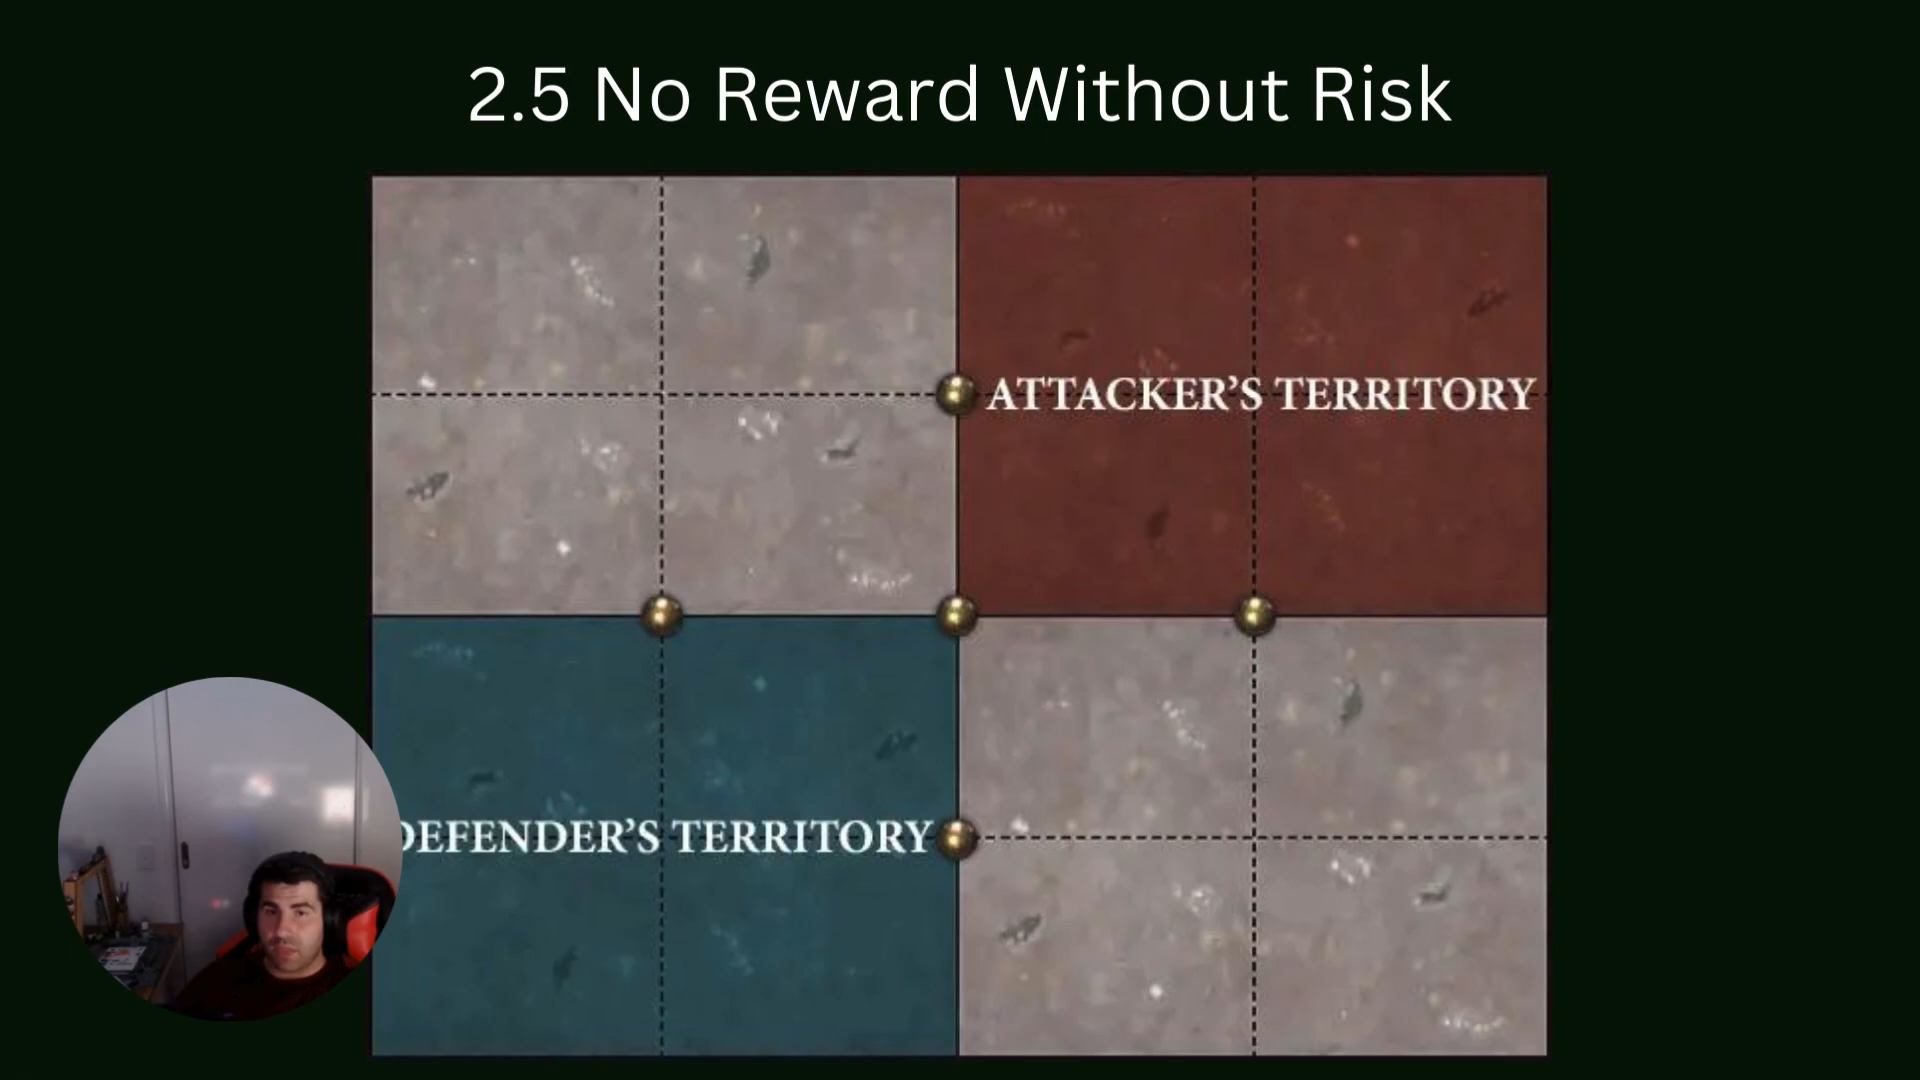 2.5 No Reward Without Risk
ATTACKER’S TERRITORY
DEFENDER’S TERRITORY